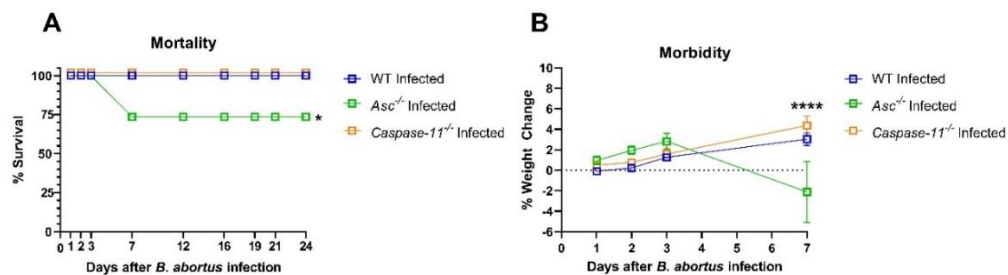 A
Mortality
% Survival
100
75
50
25
0
0 1 2 3 7 12 16 19 21 24
Days after B. abortus infection
*
WT Infected
Asc-/- Infected
Caspase-11-/- Infected
B
Morbidity
% Weight Change
10
8
6
4
2
0
-2
-4
-6
0 1 2 3 4 5 6 7
Days after B. abortus infection
****
WT Infected
Asc-/- Infected
Caspase-11-/- Infected